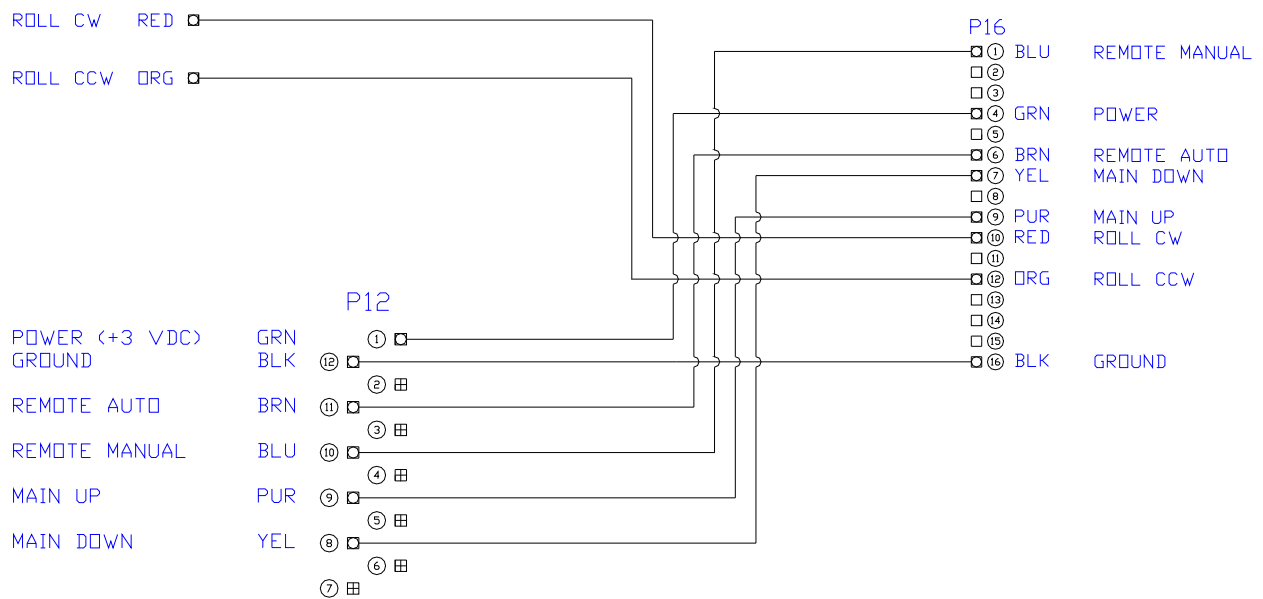 ROLL CW RED
P16
1 BLU REMOTE MANUAL
2
ROLL CCW ORG
3
4 GRN POWER
5
6 BRN REMOTE AUTO
7 YEL MAIN DOWN
8
9 PUR MAIN UP
10 RED ROLL CW
11
12 ORG ROLL CCW
13
P12
14
POWER (+3 VDC) GRN 1
15
GROUND BLK 12
16 BLK GROUND
2
REMOTE AUTO BRN 11
3
REMOTE MANUAL BLU 10
4
MAIN UP PUR 9
5
MAIN DOWN YEL 8
6
7